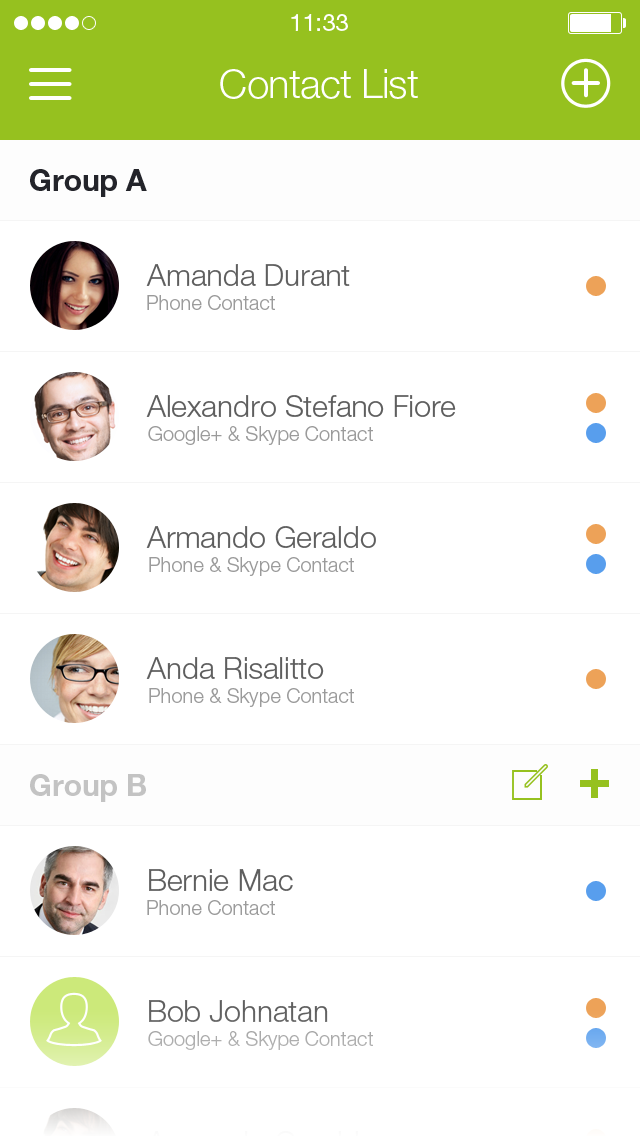 11:33
Contact List
Group A
Amanda Durant
Phone Contact
Alexandro Stefano Fiore
Google+ & Skype Contact
Armando Geraldo
Phone & Skype Contact
Anda Risalitto
Phone & Skype Contact
Group B
Bernie Mac
Phone Contact
Bob Johnatan
Google+ & Skype Contact